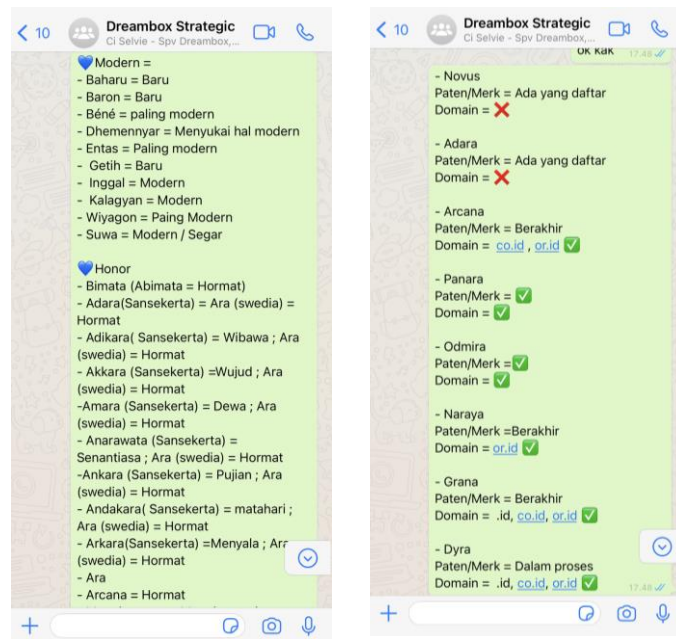 10
Dreambox Strategic
Ci Selvie - Spv Dreambox,...
💙Modern =
- Baharu = Baru
- Baron = Baru
- Béné = paling modern
- Dhemennyar = Menyukai hal modern
- Entas = Paling modern
- Getih = Baru
- Inggal = Modern
- Kalagyan = Modern
- Wiyagon = Paing Modern
- Suwa = Modern / Segar
💙Honor
- Bimata (Abimata = Hormat)
- Adara(Sansekerta) = Ara (swedia) =
Hormat
- Adikara( Sansekerta) = Wibawa ; Ara
(swedia) = Hormat
- Akkara (Sansekerta) =Wujud ; Ara
(swedia) = Hormat
-Amara (Sansekerta) = Dewa ; Ara
(swedia) = Hormat
- Anarawata (Sansekerta) =
Senantiasa ; Ara (swedia) = Hormat
-Ankara (Sansekerta) = Pujian ; Ara
(swedia) = Hormat
- Andakara( Sansekerta) = matahari ;
Ara (swedia) = Hormat
- Arkara(Sansekerta) =Menyala ; Ara
(swedia) = Hormat
- Ara
- Arcana = Hormat
10
Dreambox Strategic
Ci Selvie - Spv Dreambox,...
ok kak 17.48
- Novus
Paten/Merk = Ada yang daftar
Domain = ❌
- Adara
Paten/Merk = Ada yang daftar
Domain = ❌
- Arcana
Paten/Merk = Berakhir
Domain = co.id , or.id ✅
- Panara
Paten/Merk = ✅
Domain = ✅
- Odmira
Paten/Merk =✅
Domain = ✅
- Naraya
Paten/Merk =Berakhir
Domain = or.id ✅
- Grana
Paten/Merk = Berakhir
Domain = .id, co.id, or.id ✅
- Dyra
Paten/Merk = Dalam proses
Domain = .id, co.id, or.id ✅
17.48